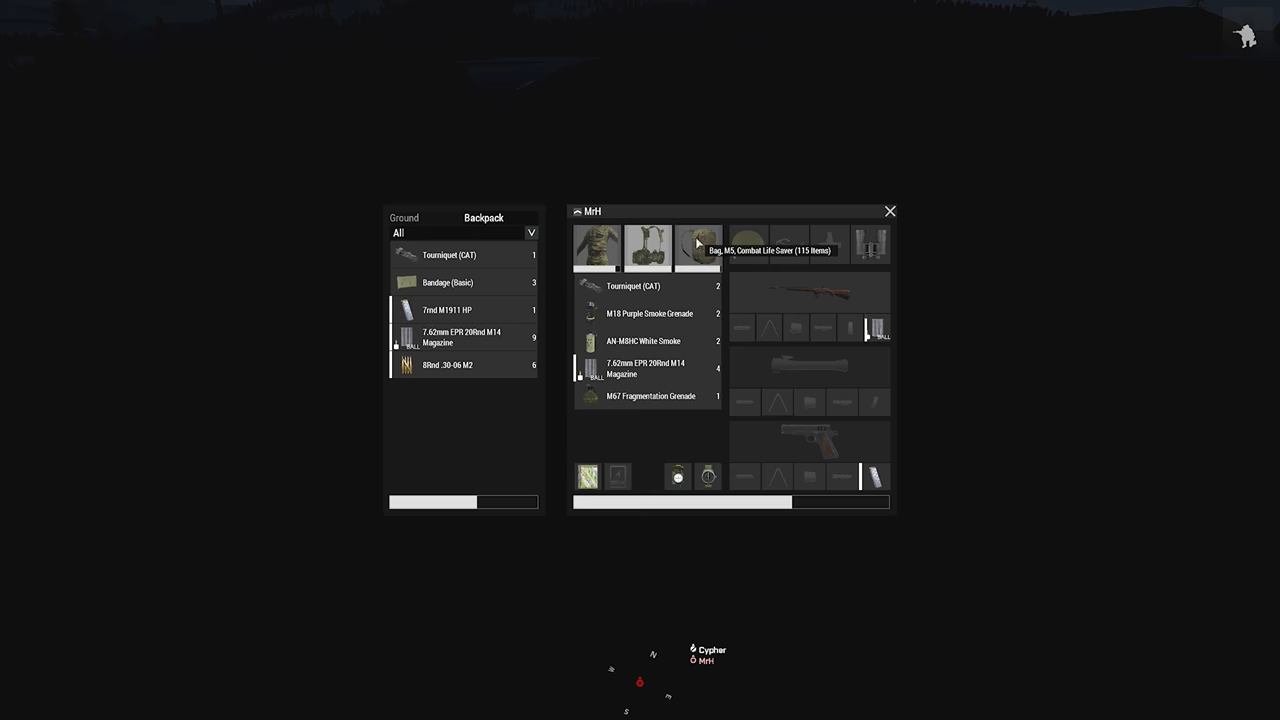 Ground Backpack
All V
Tourniquet (CAT) 1
Bandage (Basic) 3
7rnd M1911 HP 1
7.62mm EPR 20Rnd M14
Magazine 9
BALL
8Rnd .30-06 M2 6
MrH
Bag, M5, Combat Life Saver (115 Items)
Tourniquet (CAT) 2
M18 Purple Smoke Grenade 2
AN-M8HC White Smoke 2
7.62mm EPR 20Rnd M14
Magazine 4
BALL
M67 Fragmentation Grenade 1
BALL
Cypher
MrH
N
W
E
S